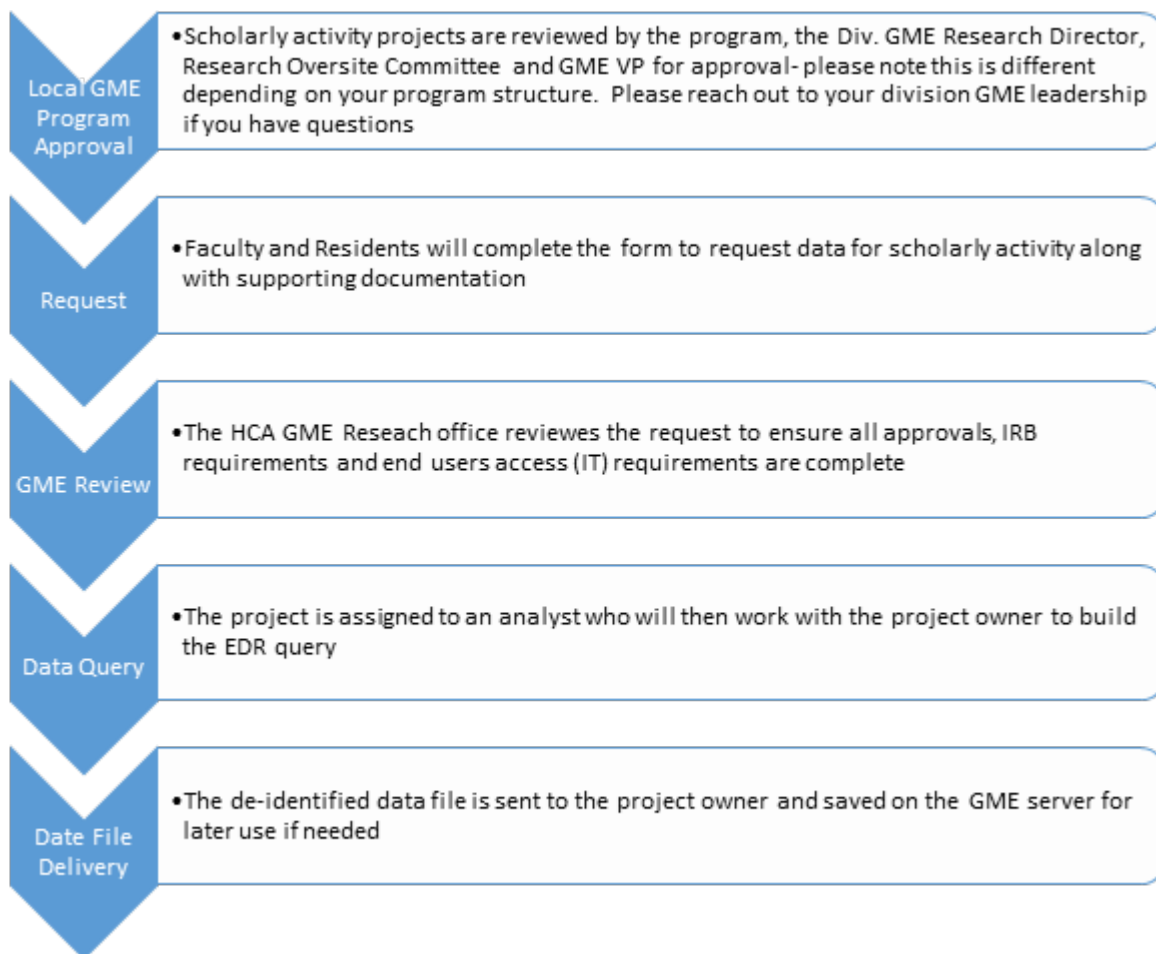 Local GME
Program
Approval
•Scholarly activity projects are reviewed by the program, the Div. GME Research Director,
Research Oversite Committee and GME VP for approval- please note this is different
depending on your program structure. Please reach out to your division GME leadership
if you have questions
Request
•Faculty and Residents will complete the form to request data for scholarly activity along
with supporting documentation
GME Review
•The HCA GME Reseach office reviewes the request to ensure all approvals, IRB
requirements and end users access (IT) requirements are complete
Data Query
•The project is assigned to an analyst who will then work with the project owner to build
the EDR query
Date File
Delivery
•The de-identified data file is sent to the project owner and saved on the GME server for
later use if needed